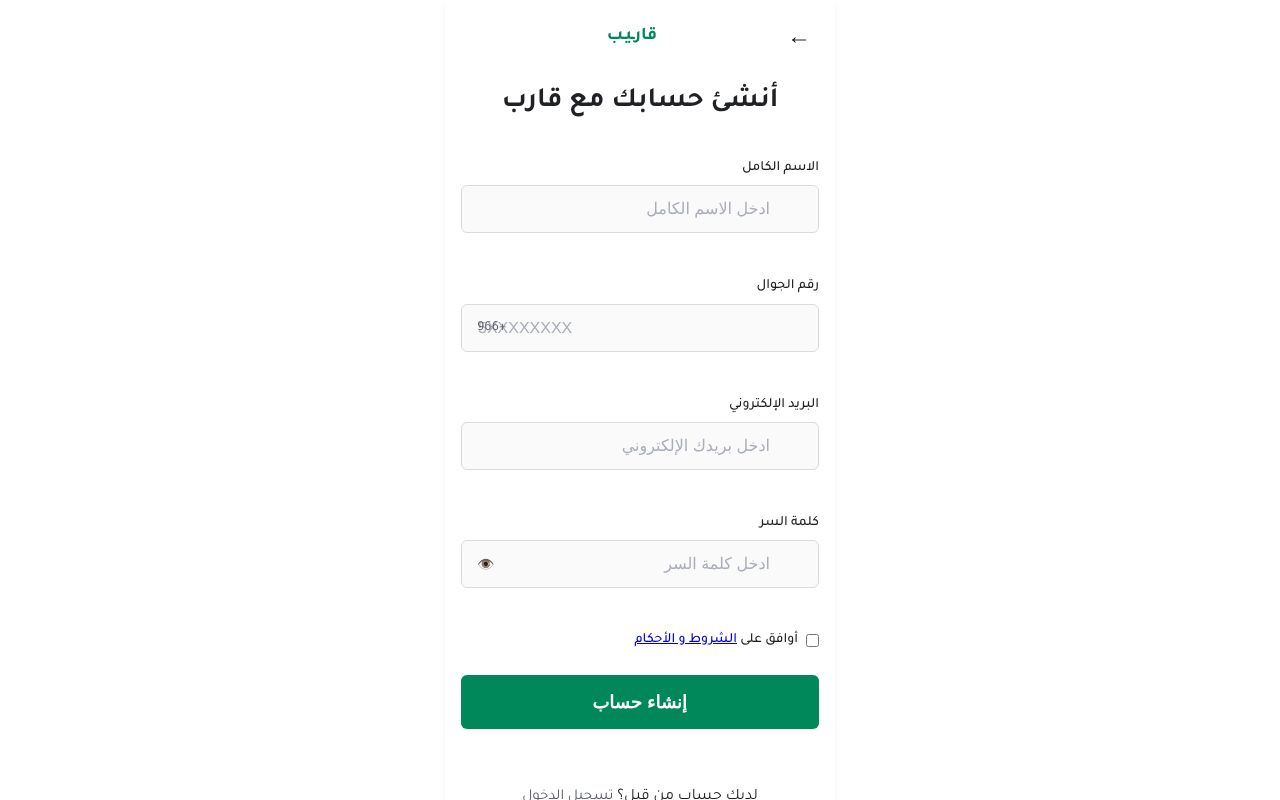 ←
قارىيب
أنشئ حسابك مع قارب
الاسم الكامل
ادخل الاسم الكامل
رقم الجوال
966+
5XXXXXXXX
البريد الإلكتروني
ادخل بريدك الإلكتروني
كلمة السر
ادخل كلمة السر
أوافق على الشروط و الأحكام
إنشاء حساب
لديك حساب من قبل؟ تسجيل الدخول